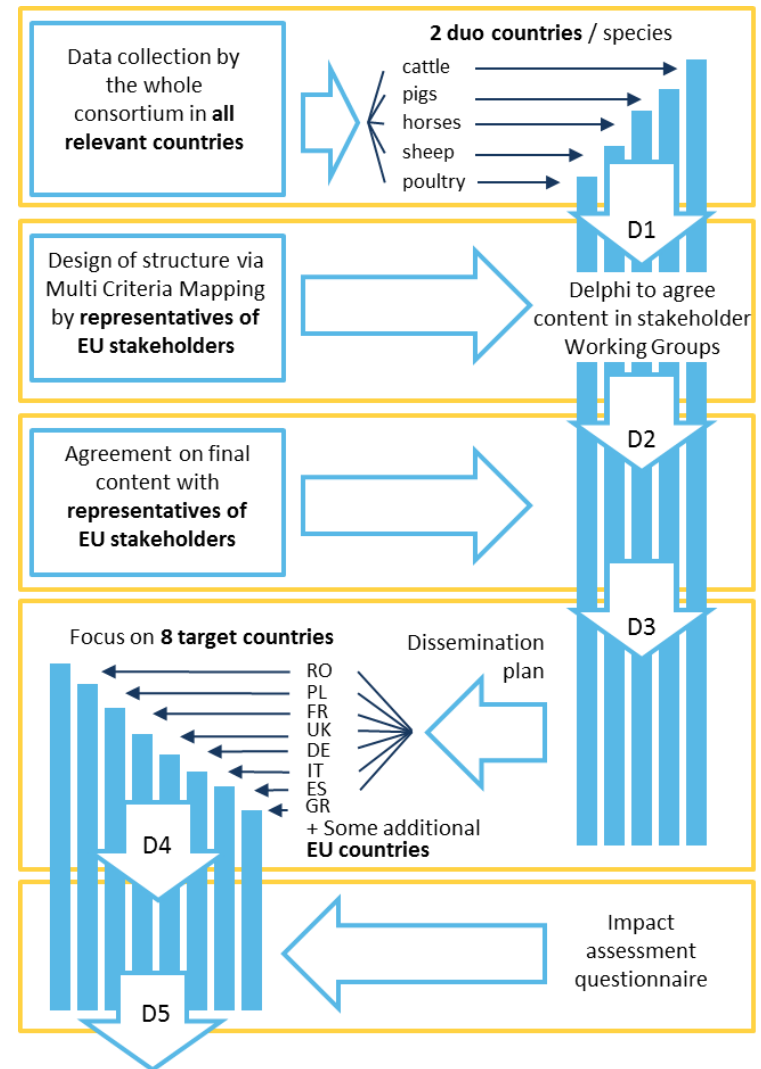 Data collection by
the whole
consortium in all
relevant countries
2 duo countries / species
cattle
pigs
horses
sheep
poultry
D1
Design of structure via
Multi Criteria Mapping
by representatives of
EU stakeholders
Delphi to agree
content in stakeholder
Working Groups
D2
Agreement on final
content with
representatives of
EU stakeholders
D3
Focus on 8 target countries
Dissemination
plan
RO
PL
FR
UK
DE
IT
ES
GR
+ Some additional
EU countries
D4
Impact
assessment
questionnaire
D5